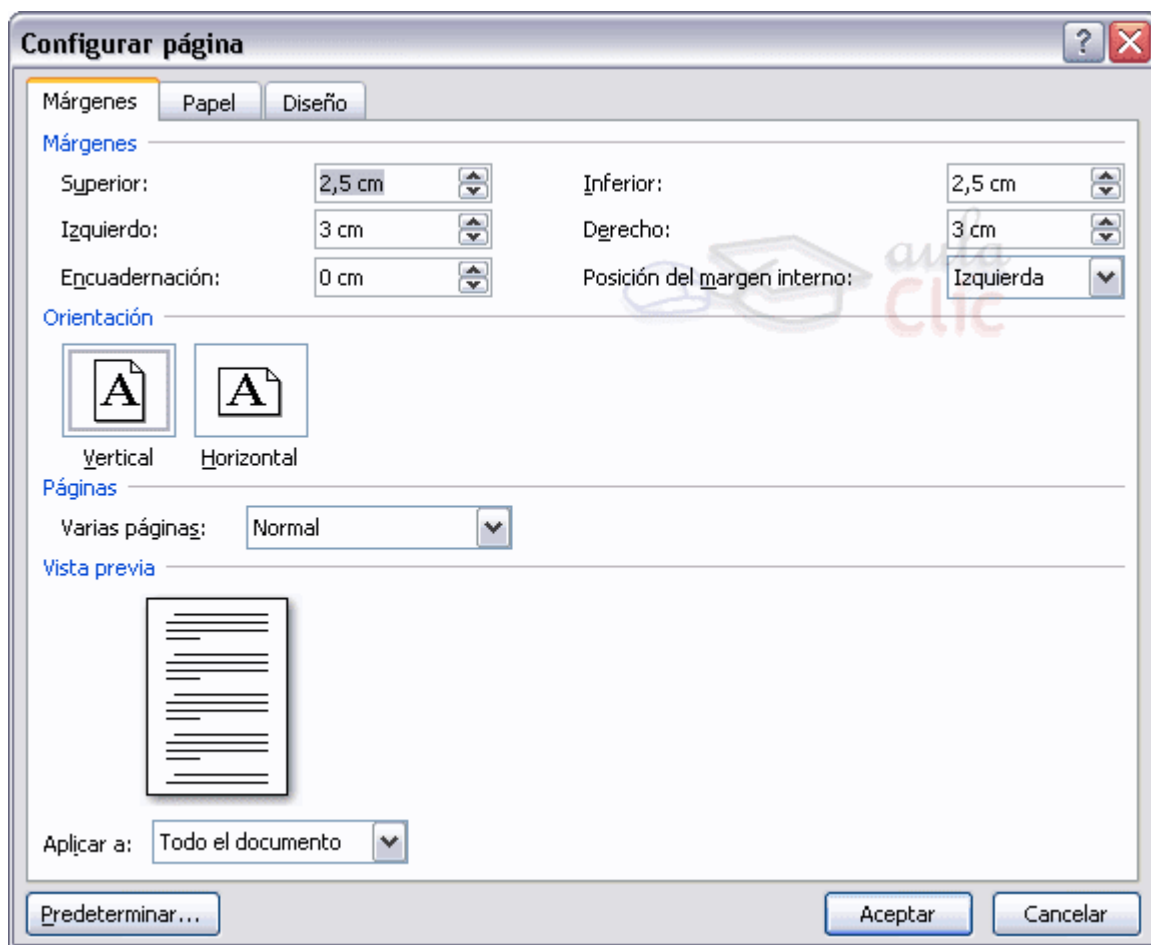 Configurar página
?
Márgenes Papel Diseño
Márgenes
Superior: 2,5 cm Inferior: 2,5 cm
Izquierdo: 3 cm Derecho: 3 cm
Encuadernación: 0 cm Posición del margen interno: Izquierda
aula
Clic
Orientación
A A
Vertical Horizontal
Páginas
Varias páginas: Normal
Vista previa
Aplicar a: Todo el documento
Predeterminar... Aceptar Cancelar